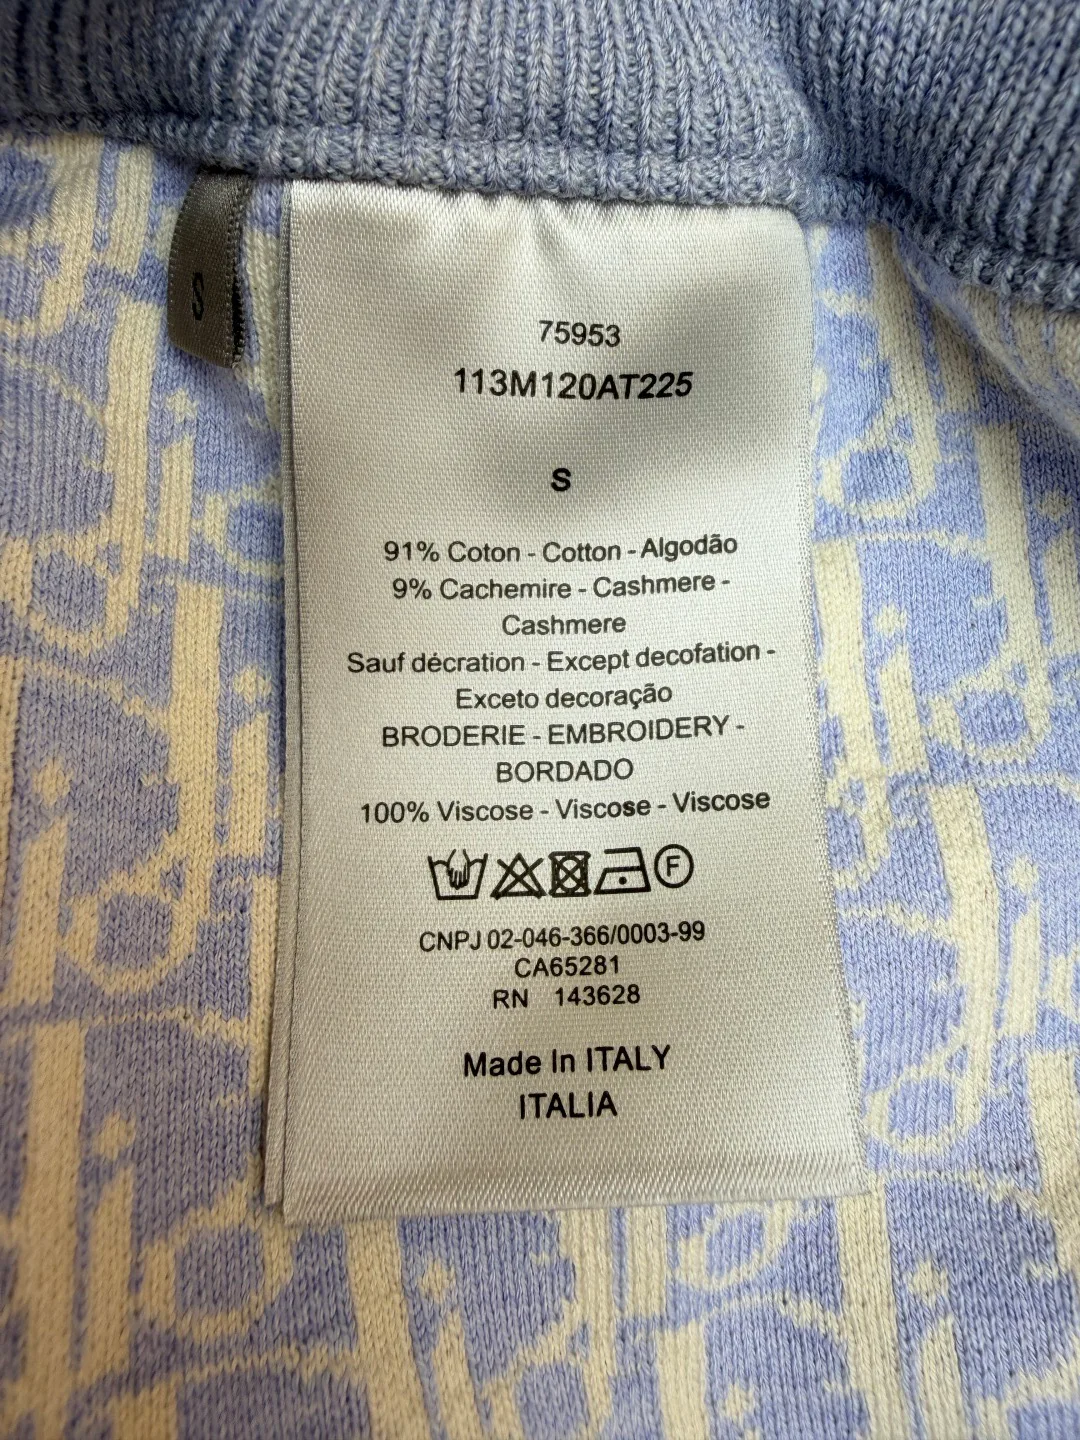 S
75953
113M120AT225
S
91% Coton - Cotton - Algodão
9% Cachemire - Cashmere -
Cashmere
Sauf décration - Except decofation -
Exceto decoração
BRODERIE - EMBROIDERY -
BORDADO
100% Viscose - Viscose - Viscose
F
CNPJ 02-046-366/0003-99
CA65281
RN 143628
Made In ITALY
ITALIA